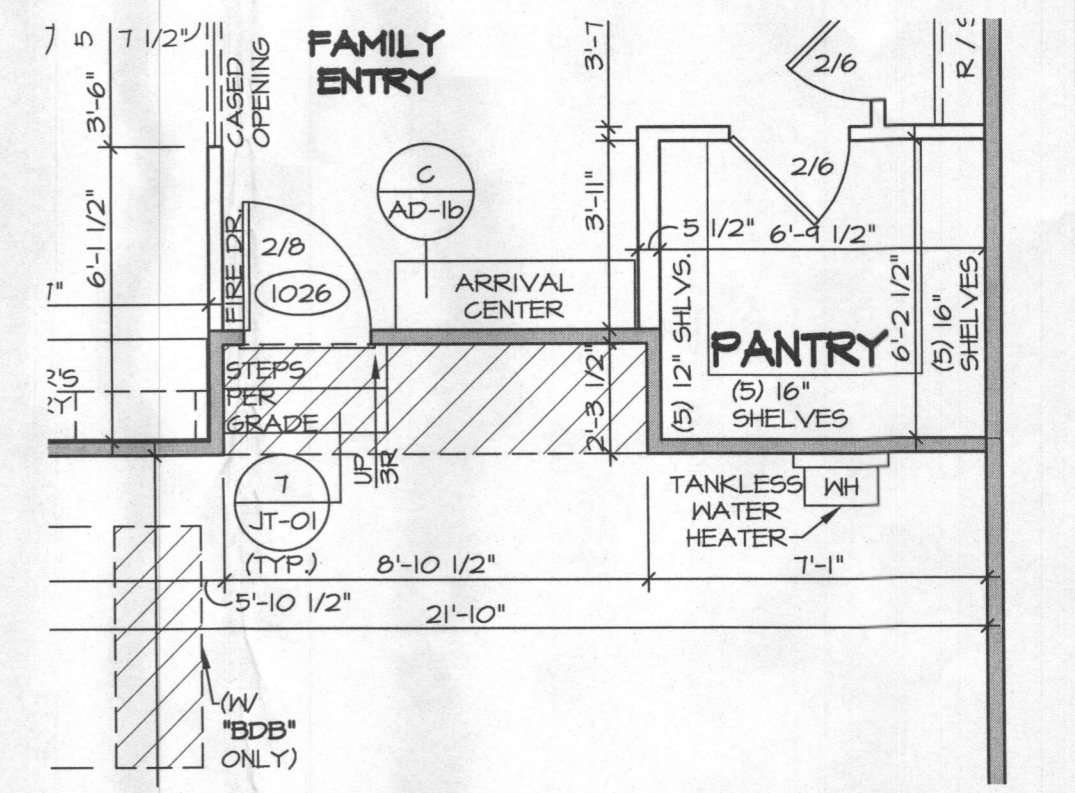 5
7 1/2"
3'-6"
CASED
OPENING
FAMILY
ENTRY
3'-7
2/6
R / S
6'-1 1/2"
C
AD-1b
3'-11"
2/6
5 1/2"
FIRE DR.
2/8
1026
ARRIVAL
CENTER
(5) 12" SHLVS.
PANTRY
6'-2 1/2"
(5) 16"
SHELVES
(5) 16"
SHELVES
R'S
RY
STEPS
PER
GRADE
2'-3 1/2"
UP
3R
7
JT-01
(TYP.)
TANKLESS
WATER
HEATER
WH
8'-10 1/2"
7'-1"
5'-10 1/2"
21'-10"
(W/
"BDB"
ONLY)